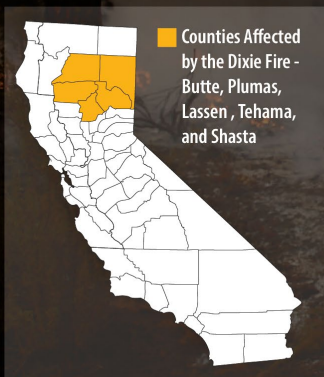 Counties Affected
by the Dixie Fire -
Butte, Plumas,
Lassen , Tehama,
and Shasta